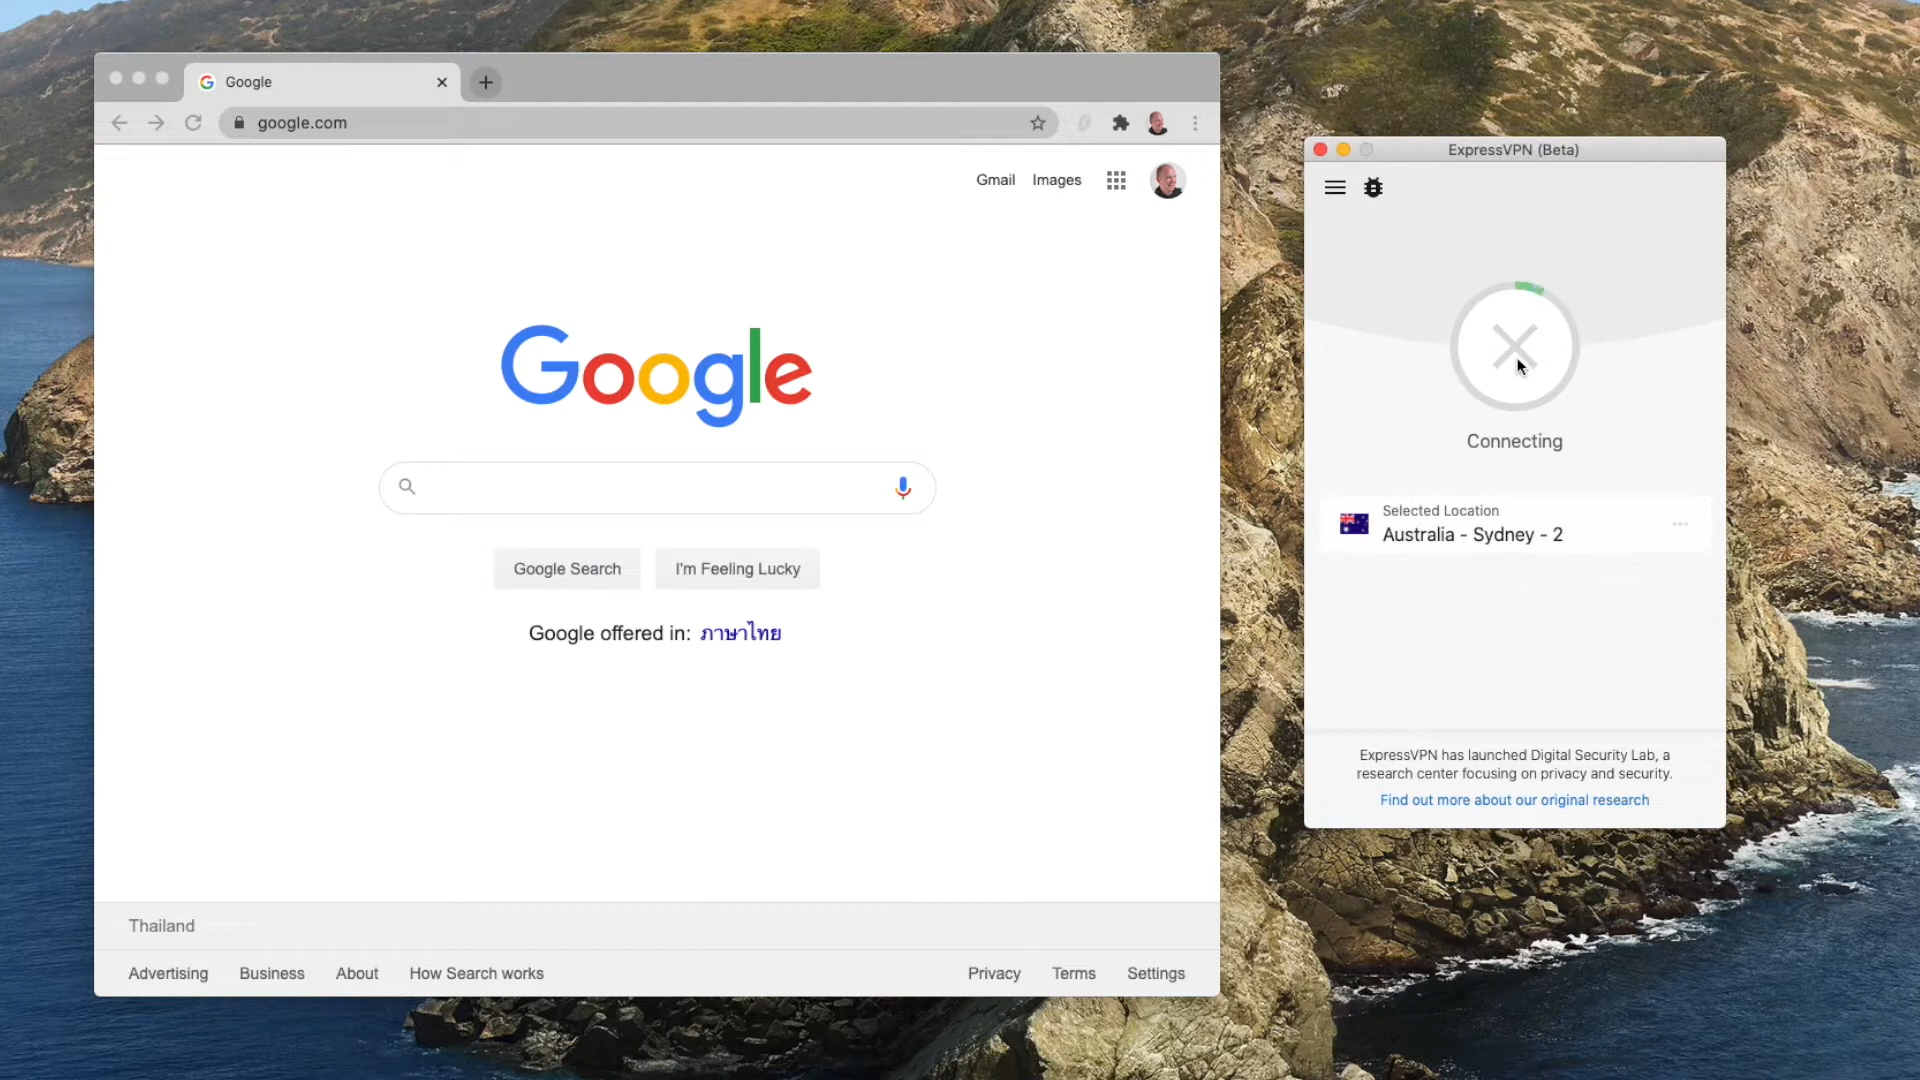 Google
google.com
Gmail Images
Google
Google Search I'm Feeling Lucky
Google offered in: ภาษาไทย
Thailand
Advertising Business About How Search works Privacy Terms Settings
ExpressVPN (Beta)
Connecting
Selected Location
Australia - Sydney - 2
ExpressVPN has launched Digital Security Lab, a
research center focusing on privacy and security.
Find out more about our original research